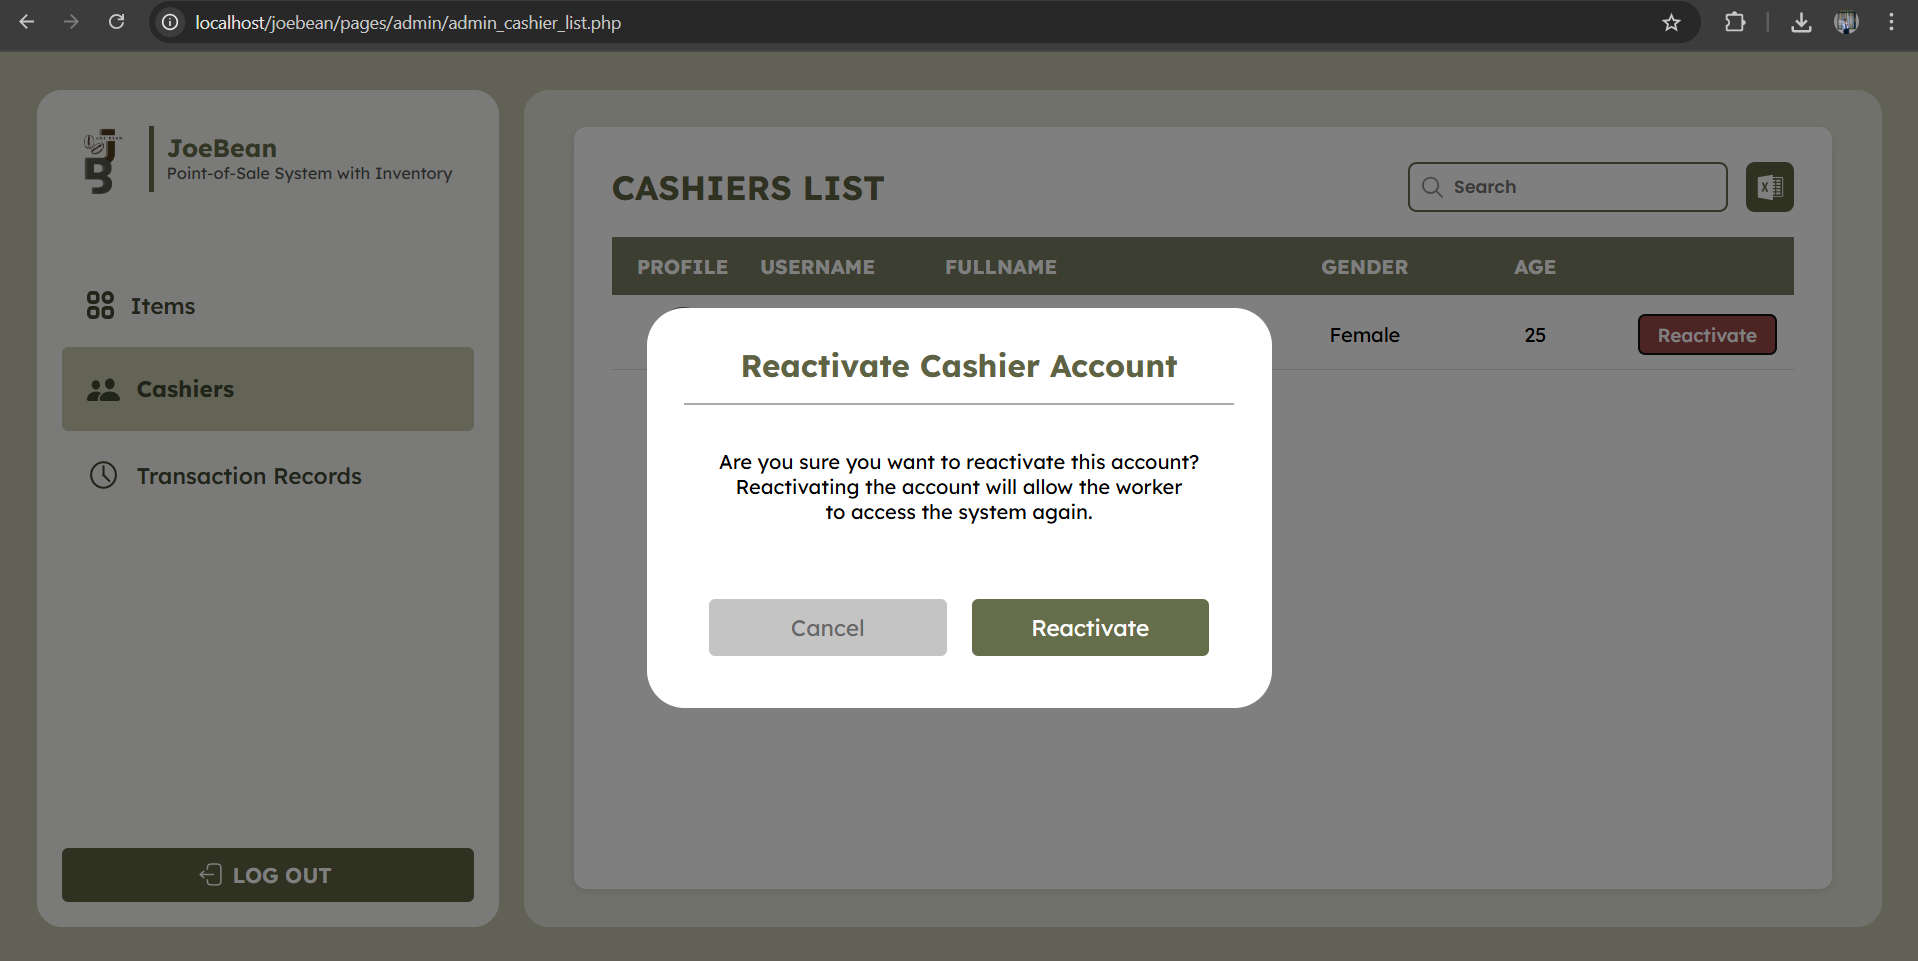 localhost/joebean/pages/admin/admin_cashier_list.php
JoeBean
Point-of-Sale System with Inventory
Items
Cashiers
Transaction Records
LOG OUT
CASHIERS LIST
Search
PROFILE USERNAME FULLNAME GENDER AGE
Female 25 Reactivate
Reactivate Cashier Account
Are you sure you want to reactivate this account?
Reactivating the account will allow the worker
to access the system again.
Cancel Reactivate